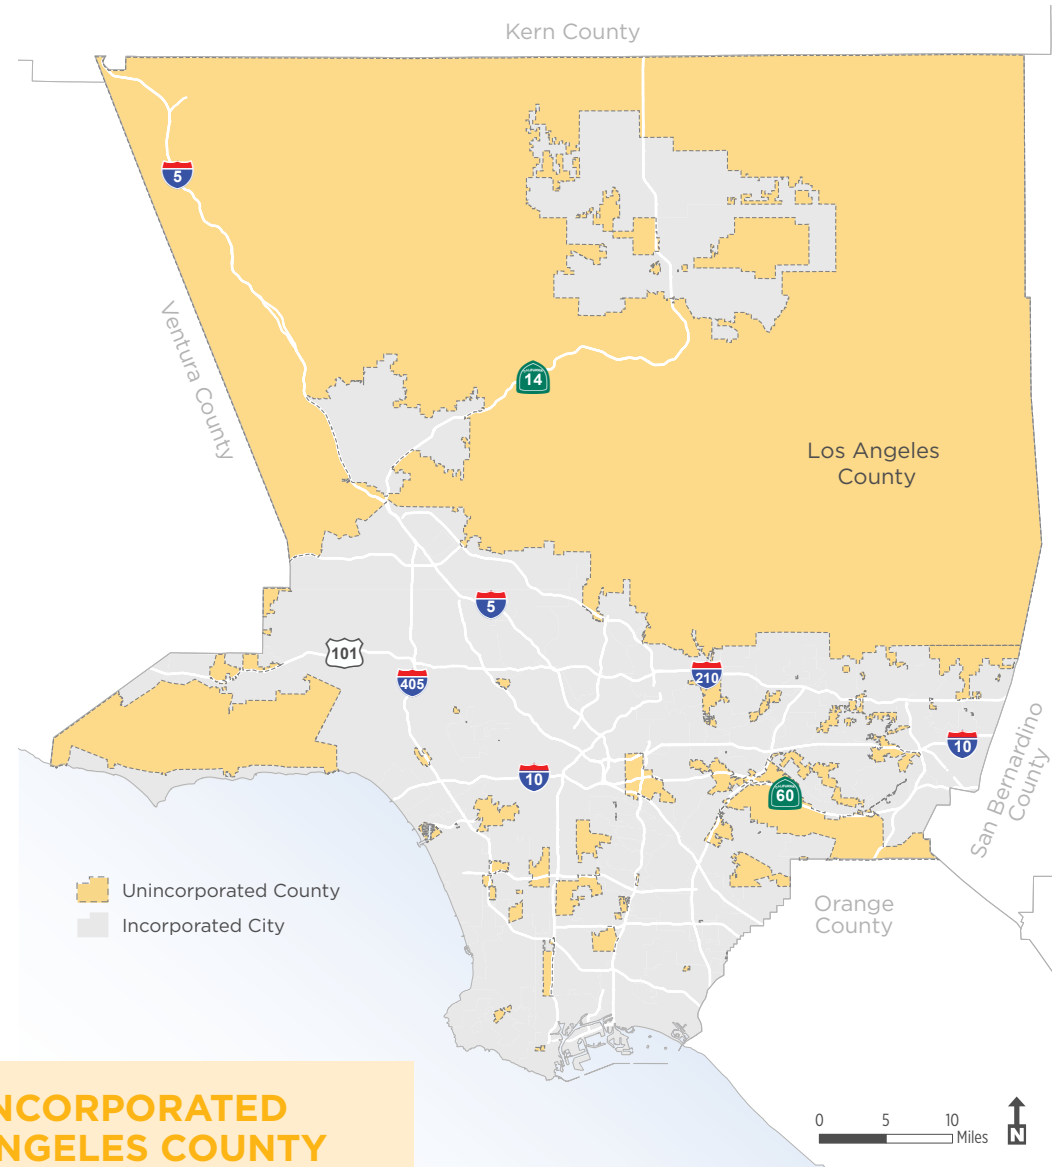 Kern County
5
Ventura County
14
Los Angeles
County
5
101
405
210
10
10
60
San Bernardino
County
Unincorporated County
Incorporated City
Orange
County
NCORPORATED
NGELES COUNTY
0 5 10
Miles
N